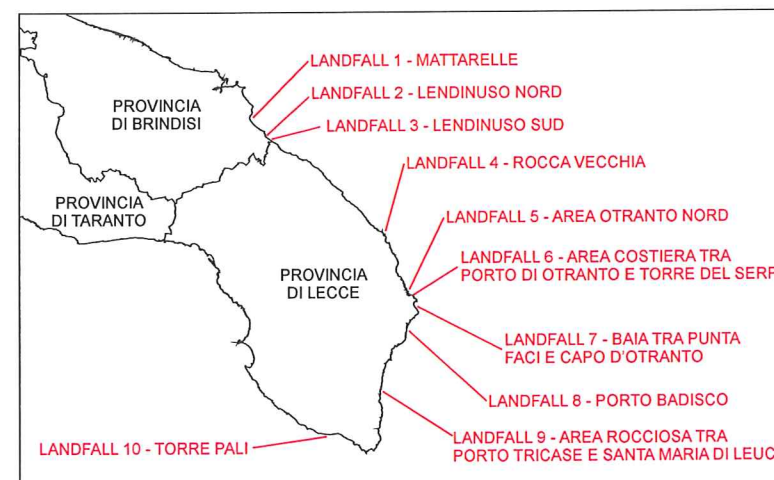 LANDFALL 1 - MATTARELLE
LANDFALL 2 - LENDINUSO NORD
LANDFALL 3 - LENDINUSO SUD
PROVINCIA
DI BRINDISI
LANDFALL 4 - ROCCA VECCHIA
PROVINCIA
DI TARANTO
LANDFALL 5 - AREA OTRANTO NORD
LANDFALL 6 - AREA COSTIERA TRA
PORTO DI OTRANTO E TORRE DEL SERP
PROVINCIA
DI LECCE
LANDFALL 7 - BAIA TRA PUNTA
FACI E CAPO D'OTRANTO
LANDFALL 8 - PORTO BADISCO
LANDFALL 9 - AREA ROCCIOSA TRA
PORTO TRICASE E SANTA MARIA DI LEUC
LANDFALL 10 - TORRE PALI